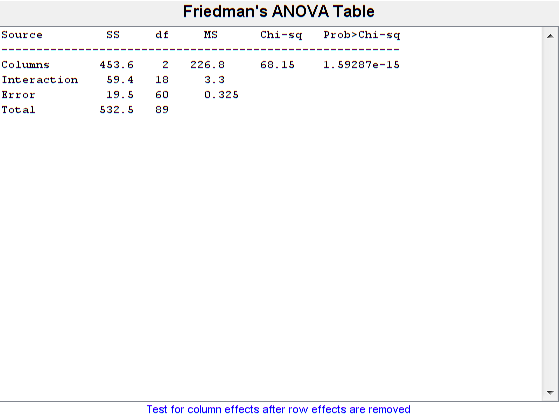 Friedman's ANOVA Table
Source SS df MS Chi-sq Prob>Chi-sq
---------------------------------------------------------
Columns 453.6 2 226.8 68.15 1.59287e-15
Interaction 59.4 18 3.3
Error 19.5 60 0.325
Total 532.5 89
Test for column effects after row effects are removed